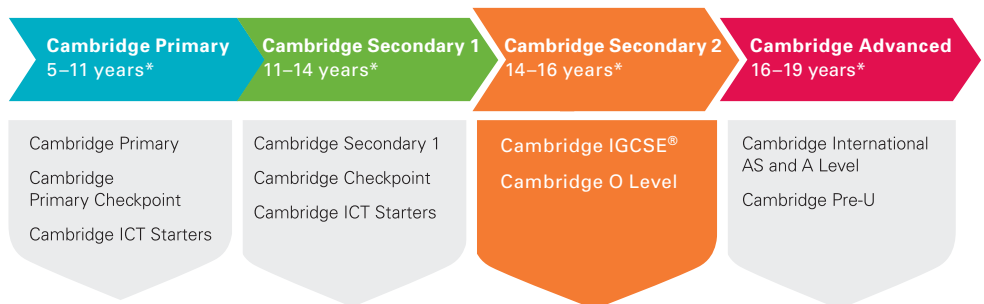 Cambridge Primary
5–11 years*
Cambridge Secondary 1
11–14 years*
Cambridge Secondary 2
14–16 years*
Cambridge Advanced
16–19 years*
Cambridge Primary
Cambridge
Primary Checkpoint
Cambridge ICT Starters
Cambridge Secondary 1
Cambridge Checkpoint
Cambridge ICT Starters
Cambridge IGCSE®
Cambridge O Level
Cambridge International
AS and A Level
Cambridge Pre-U